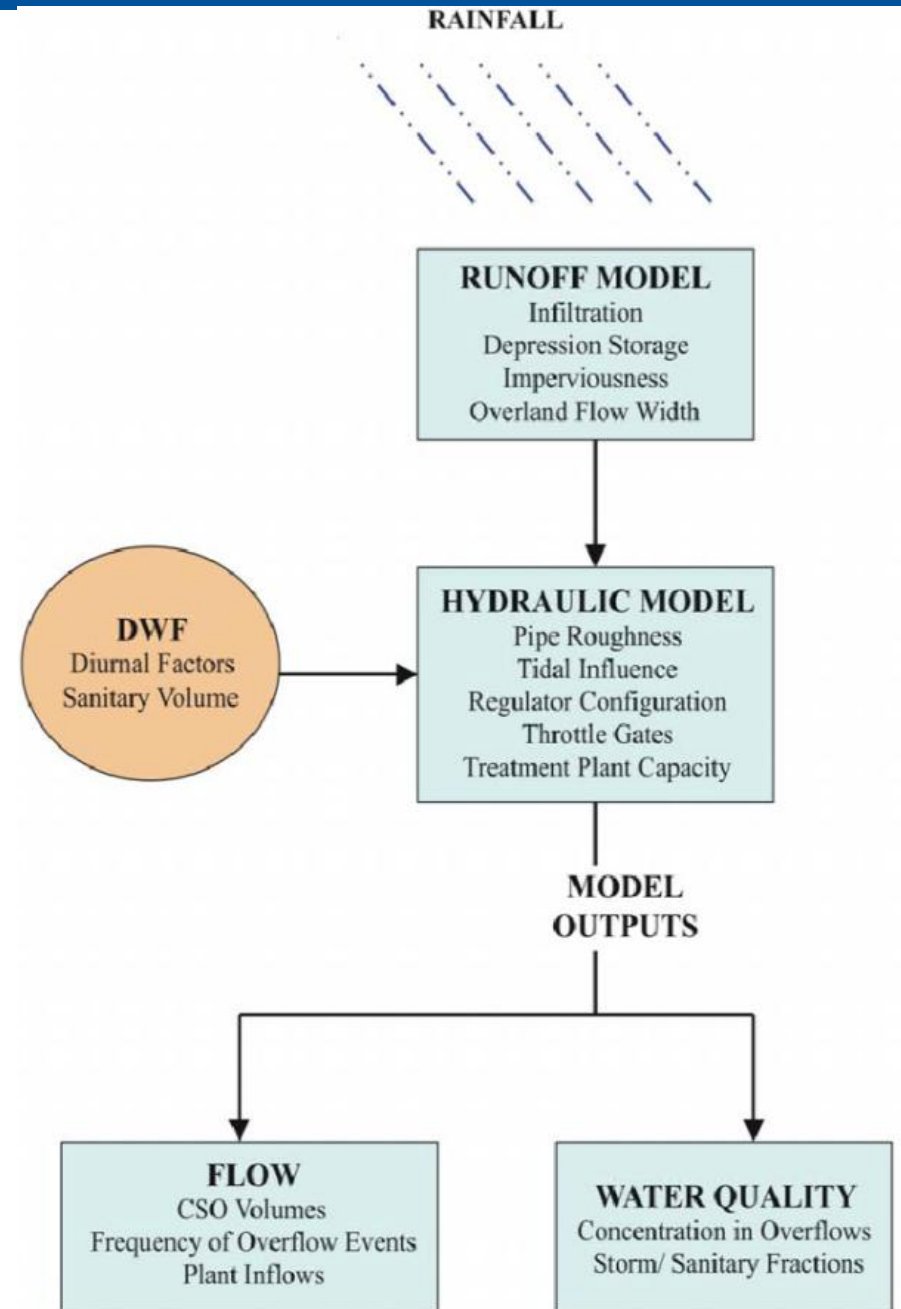 RAINFALL
RUNOFF MODEL
Infiltration
Depression Storage
Imperviousness
Overland Flow Width
DWF
Diurnal Factors
Sanitary Volume
HYDRAULIC MODEL
Pipe Roughness
Tidal Influence
Regulator Configuration
Throttle Gates
Treatment Plant Capacity
MODEL
OUTPUTS
FLOW
CSO Volumes
Frequency of Overflow Events
Plant Inflows
WATER QUALITY
Concentration in Overflows
Storm/ Sanitary Fractions